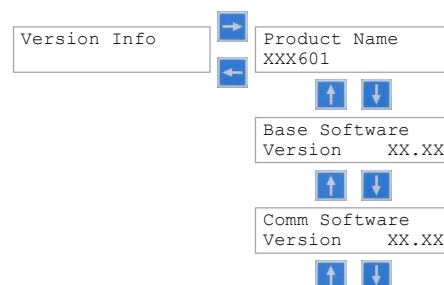 Version Info
Product Name
XXX601
Base Software
Version XX.XX
Comm Software
Version XX.XX